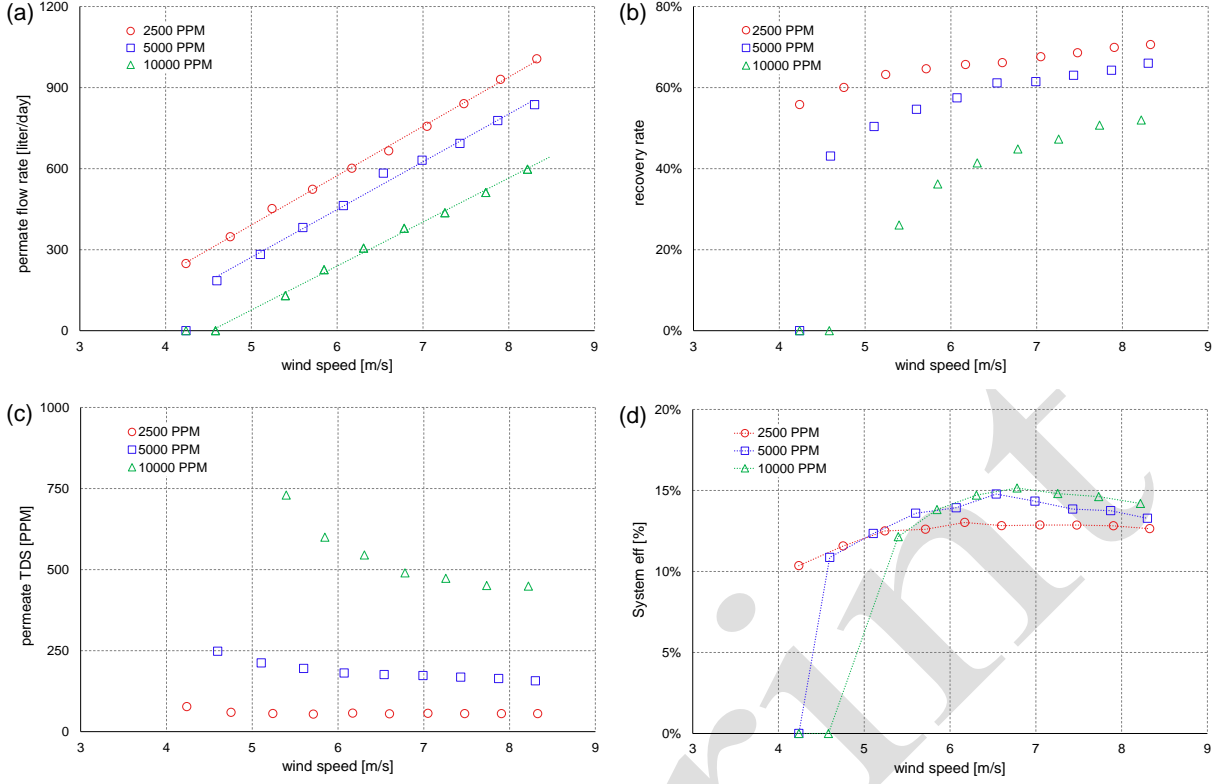 (a)
2500 PPM
5000 PPM
10000 PPM
permate flow rate [liter/day]
1200
900
600
300
0
3 4 5 6 7 8 9
wind speed [m/s]
(b)
2500 PPM
5000 PPM
10000 PPM
recovery rate
80%
60%
40%
20%
0%
3 4 5 6 7 8 9
wind speed [m/s]
(c)
2500 PPM
5000 PPM
10000 PPM
permeate TDS [PPM]
1000
750
500
250
0
3 4 5 6 7 8 9
wind speed [m/s]
(d)
2500 PPM
5000 PPM
10000 PPM
System eff [%]
20%
15%
10%
5%
0%
3 4 5 6 7 8 9
wind speed [m/s]
rint